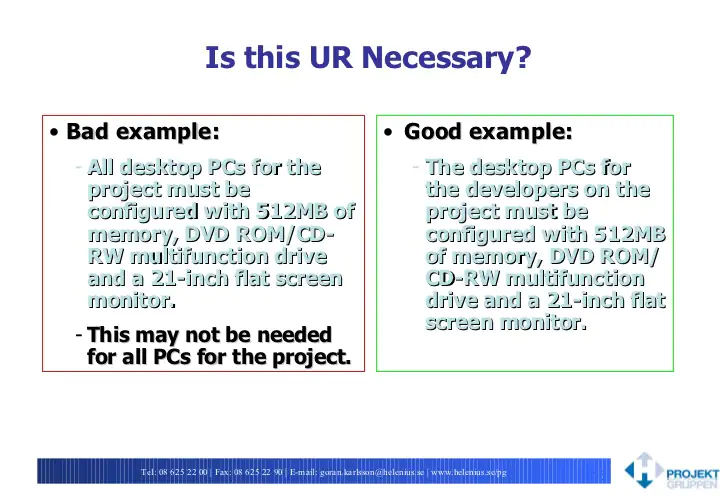 Is this UR Necessary?
• Bad example:
- All desktop PCs for the
project must be
configured with 512MB of
memory, DVD ROM/CD-
RW multifunction drive
and a 21-inch flat screen
monitor.
- This may not be needed
for all PCs for the project.
• Good example:
- The desktop PCs for
the developers on the
project must be
configured with 512MB
of memory, DVD ROM/
CD-RW multifunction
drive and a 21-inch flat
screen monitor.
Tel: 08 625 22 00 | Fax: 08 625 22 90 | E-mail: goran.karlsson@helenius.se | www.helenius.se/pg
PROJEKT
GRUPPEN